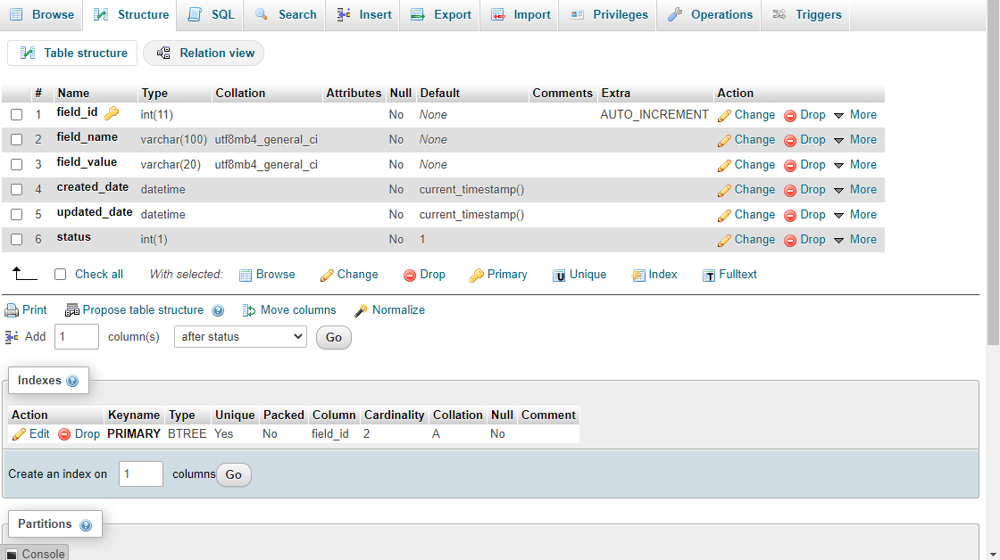 Browse Structure SQL Search Insert Export Import Privileges Operations Triggers
Table structure Relation view
# Name Type Collation Attributes Null Default Comments Extra Action
1 field_id int(11) No None AUTO_INCREMENT Change Drop More
2 field_name varchar(100) utf8mb4_general_ci No None Change Drop More
3 field_value varchar(20) utf8mb4_general_ci No None Change Drop More
4 created_date datetime No current_timestamp() Change Drop More
5 updated_date datetime No current_timestamp() Change Drop More
6 status int(1) No 1 Change Drop More
Check all With selected: Browse Change Drop Primary Unique Index Fulltext
Print Propose table structure Move columns Normalize
Add 1 column(s) after status Go
Indexes
Action Keyname Type Unique Packed Column Cardinality Collation Null Comment
Edit Drop PRIMARY BTREE Yes No field_id 2 A No
Create an index on 1 columns Go
Partitions
Console